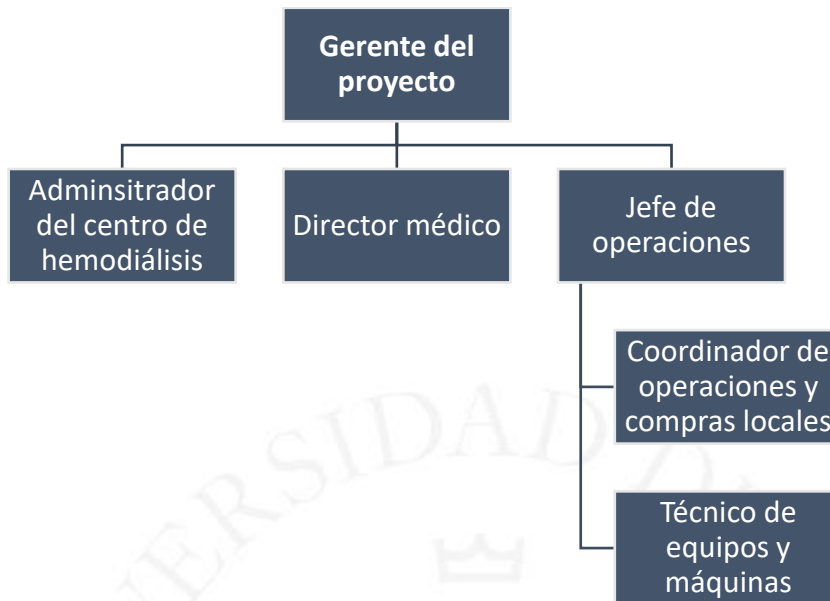 Gerente del
proyecto
Adminsitrador
del centro de
hemodiálisis
Director médico
Jefe de
operaciones
Coordinador de
operaciones y
compras locales
Técnico de
equipos y
máquinas
VERSIDAD D